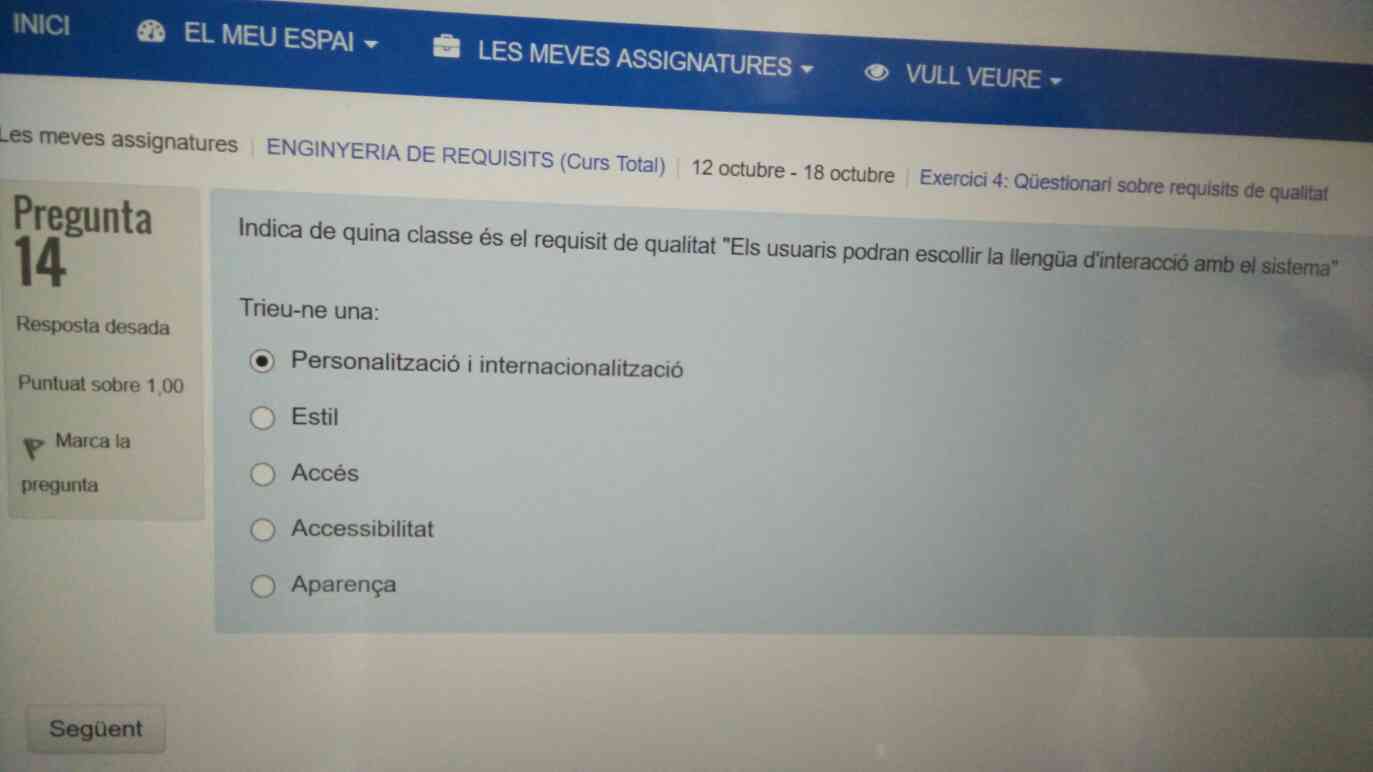 INICI EL MEU ESPAI LES MEVES ASSIGNATURES VULL VEURE
Les meves assignatures | ENGINYERIA DE REQUISITS (Curs Total) | 12 octubre - 18 octubre | Exercici 4: Qüestionari sobre requisits de qualitat
Pregunta
14
Resposta desada
Puntuat sobre 1,00
Marca la
pregunta
Indica de quina classe és el requisit de qualitat "Els usuaris podran escollir la llengüa d'interacció amb el sistema"
Trieu-ne una:
Personalització i internacionalització
Estil
Accés
Accessibilitat
Aparença
Següent